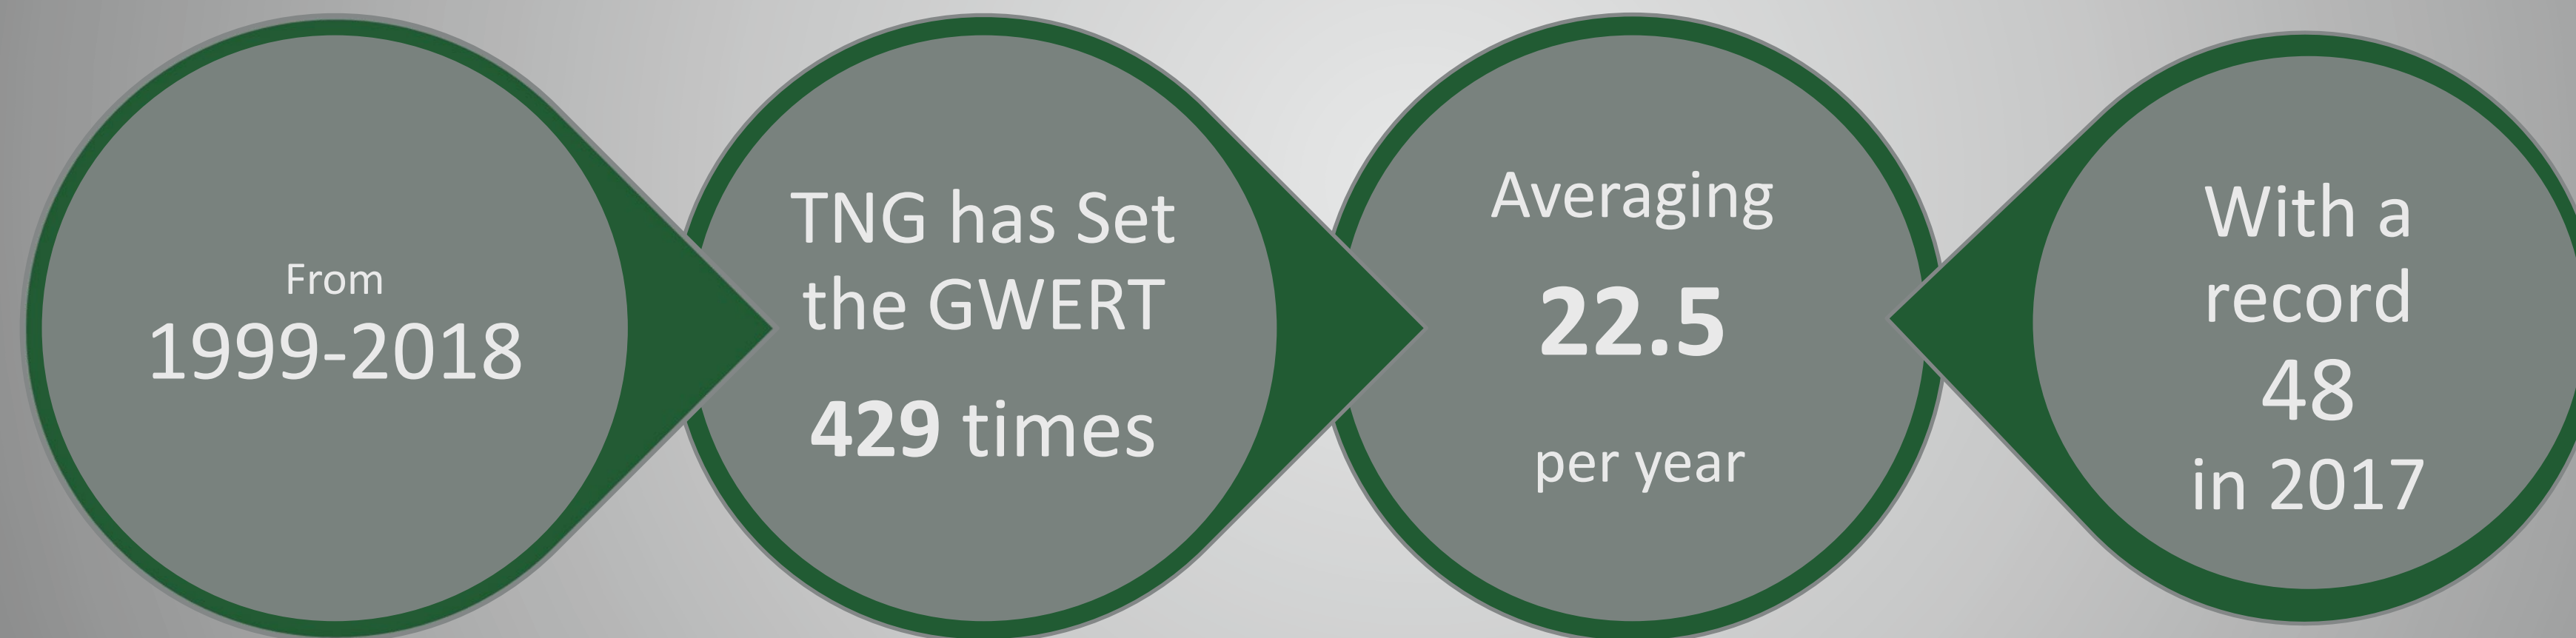 From
1999-2018
TNG has Set
the GWERT
429 times
Averaging
22.5
per year
With a
record
48
in 2017